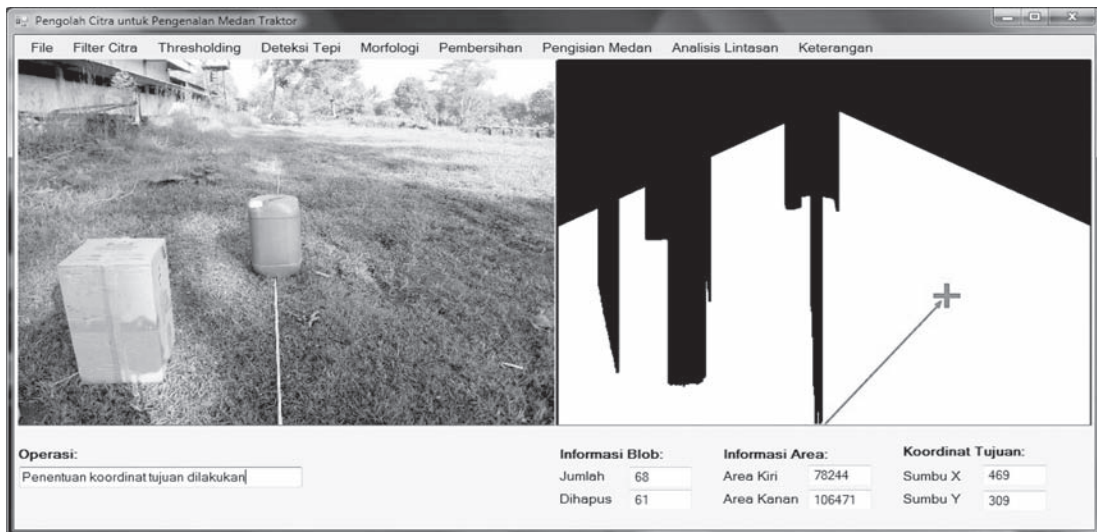 Pengolah Citra untuk Pengenalan Medan Traktor
File Filter Citra Thresholding Deteksi Tepi Morfologi Pembersihan Pengisian Medan Analisis Lintasan Keterangan
Operasi:
Penentuan koordinat tujuan dilakukan
Informasi Blob:
Jumlah 68
Dihapus 61
Informasi Area:
Area Kiri 78244
Area Kanan 106471
Koordinat Tujuan:
Sumbu X 469
Sumbu Y 309